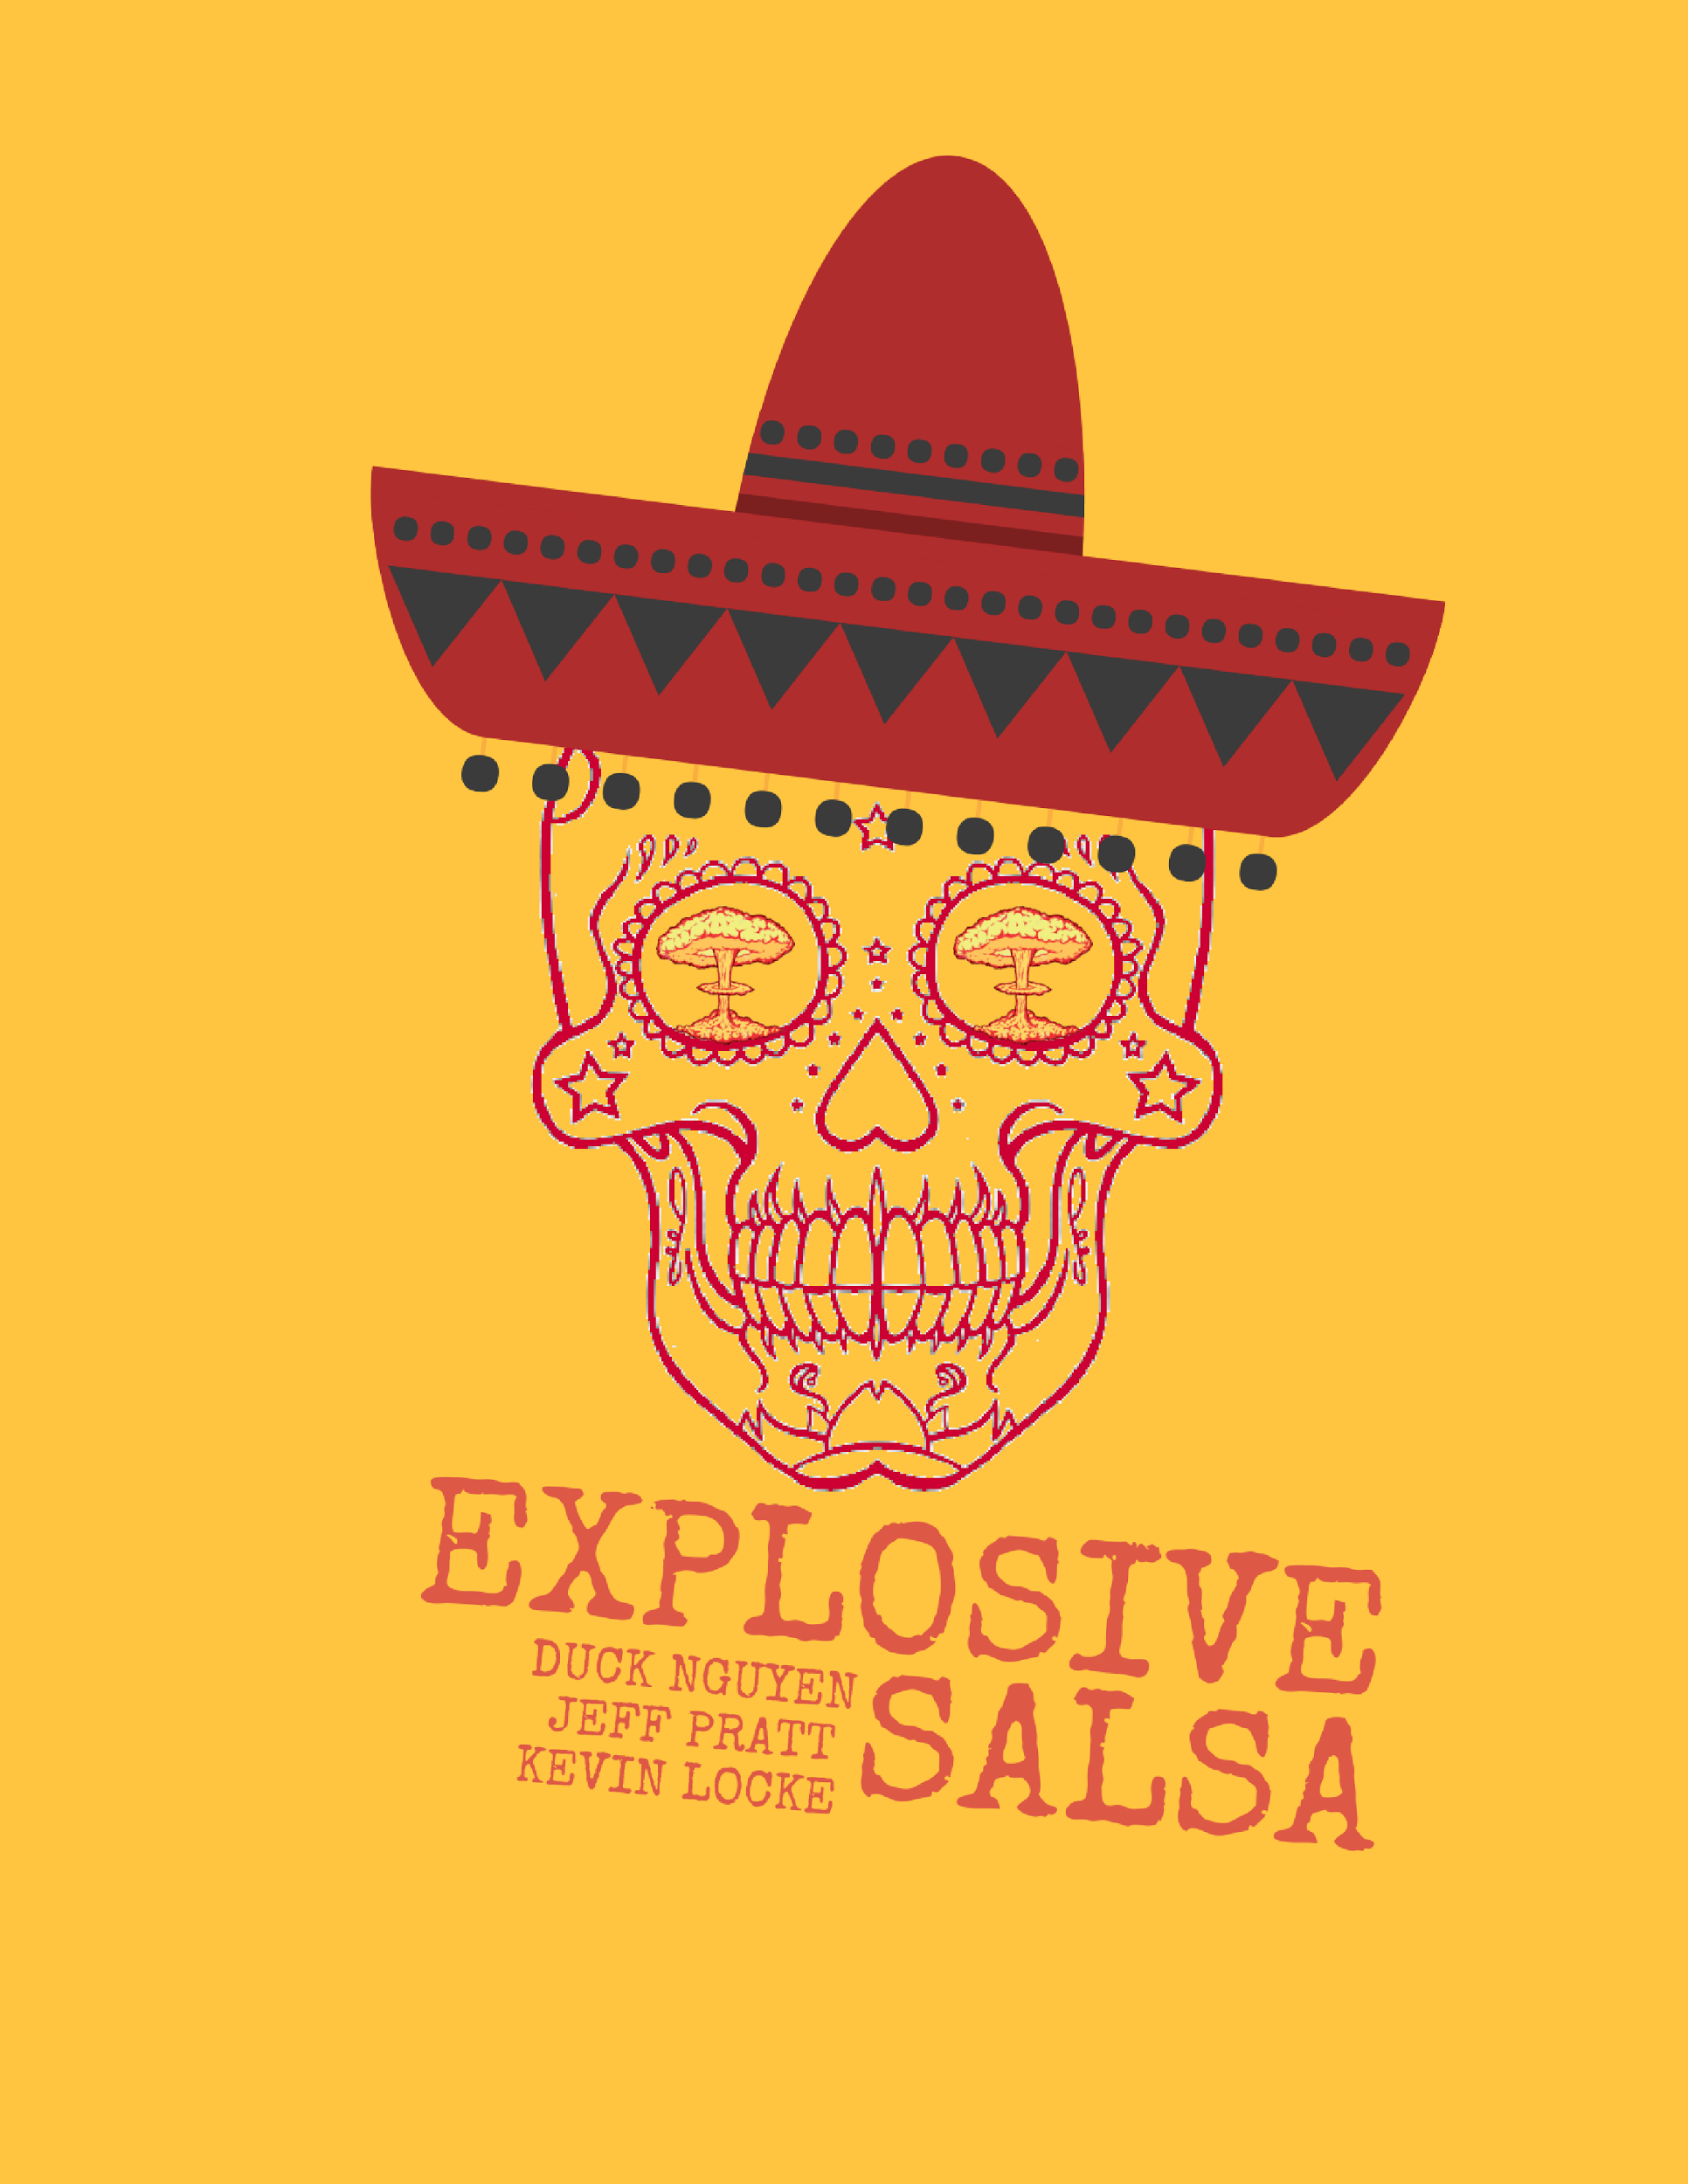 EXPLOSIVE
SALSA
DUCK NGUYEN
JEFF PRATT
KEVIN LOCKE